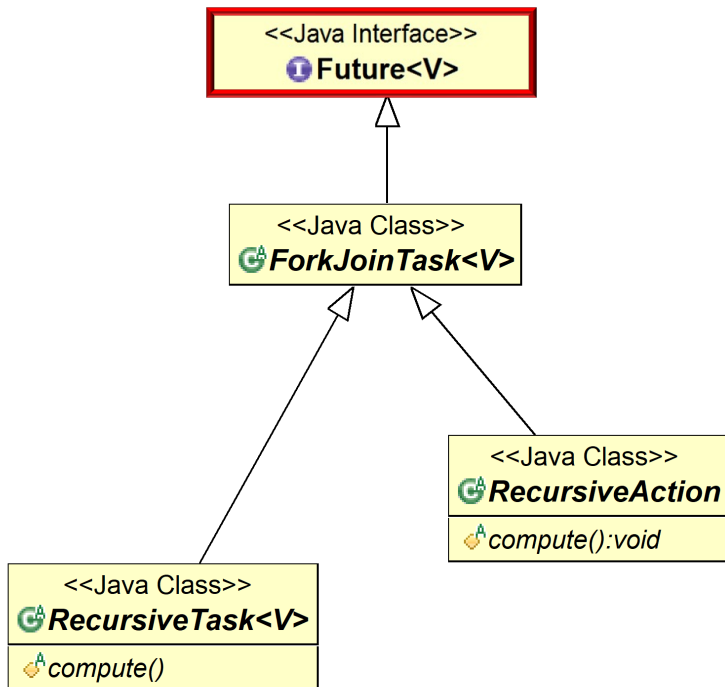 <<Java Interface>>
I Future<V>
<<Java Class>>
C A ForkJoinTask<V>
<<Java Class>>
C A RecursiveAction
A compute():void
<<Java Class>>
C A RecursiveTask<V>
A compute()